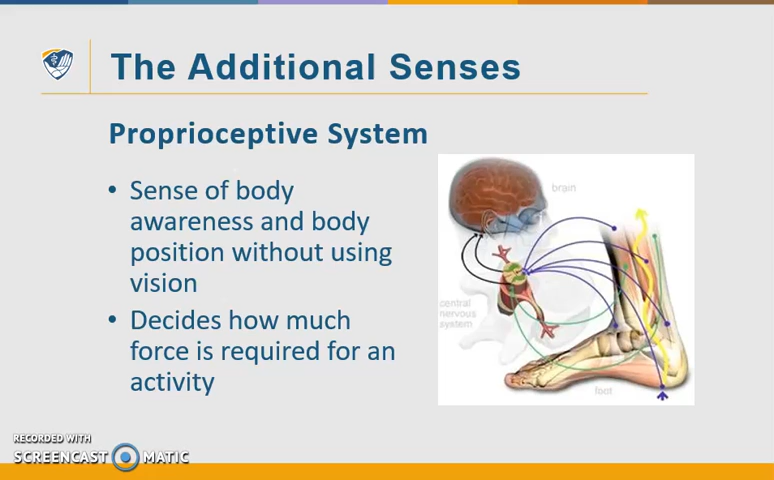 The Additional Senses
Proprioceptive System
• Sense of body
awareness and body
position without using
vision
• Decides how much
force is required for an
activity
brain
central
nervous
system
foot
RECORDED WITH
SCREENCAST MATIC